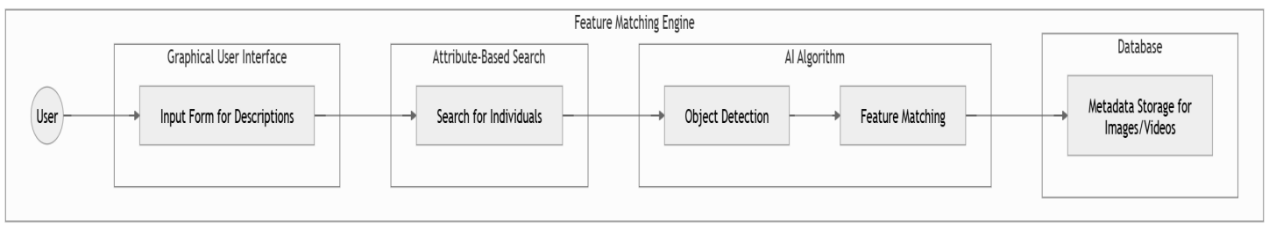 Feature Matching Engine
Graphical User Interface
Attribute-Based Search
AI Algorithm
Database
User
Input Form for Descriptions
Search for Individuals
Object Detection
Feature Matching
Metadata Storage for
Images/Videos